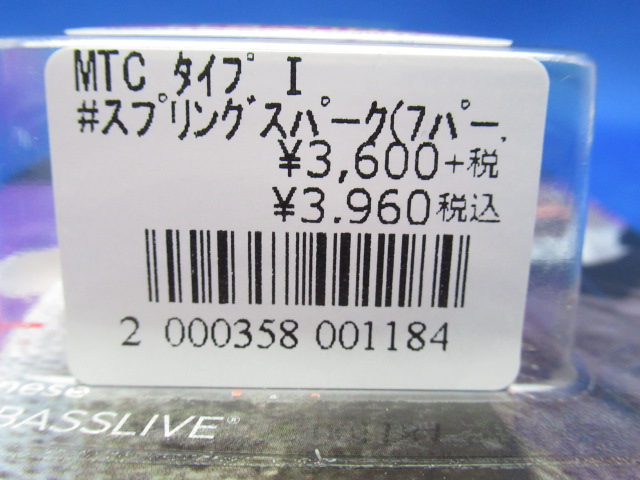 MTC タイプ I
#スプリングスパーク(7パー.
¥3,600+税
¥3.960税込
2 000358 001184
nese
BASSLIVE®